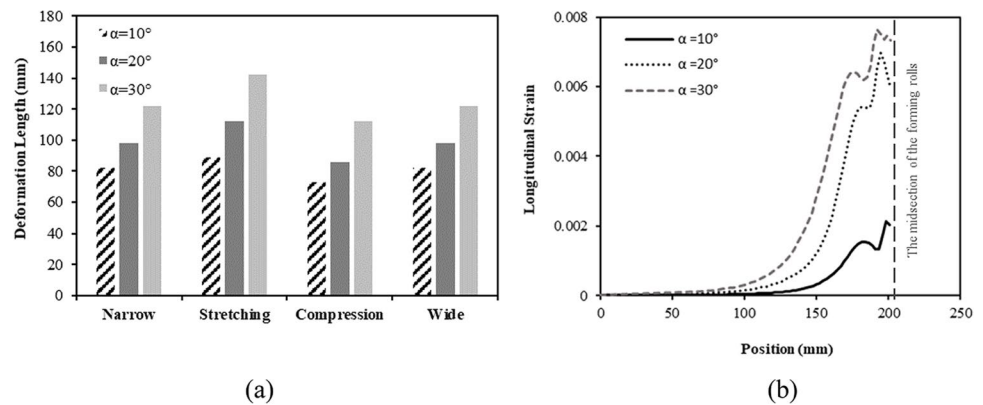 180
160
140
120
100
80
60
40
20
0
Deformation Length (mm)
α=10°
α=20°
α=30°
Narrow Stretching Compression Wide
(a)
0.008
0.006
0.004
0.002
0
Longitudinal Strain
α =10°
α =20°
α =30°
The midsection of the forming rolls
0 50 100 150 200 250
Position (mm)
(b)